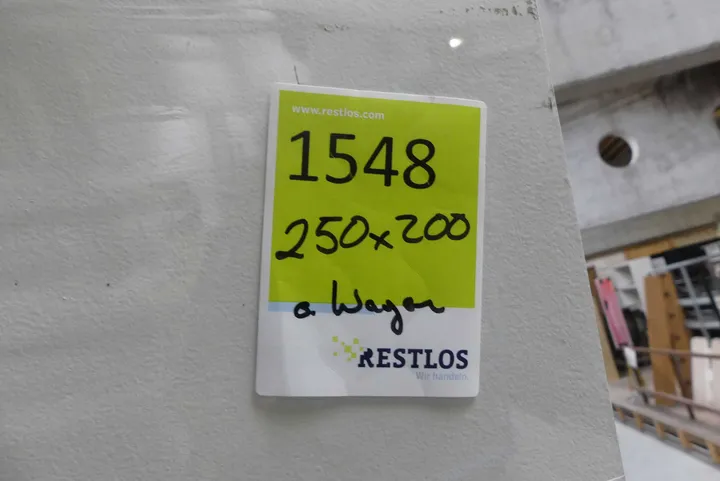 www.restlos.com
1548
250x200
a Wagen
RESTLOS
Wir handeln.